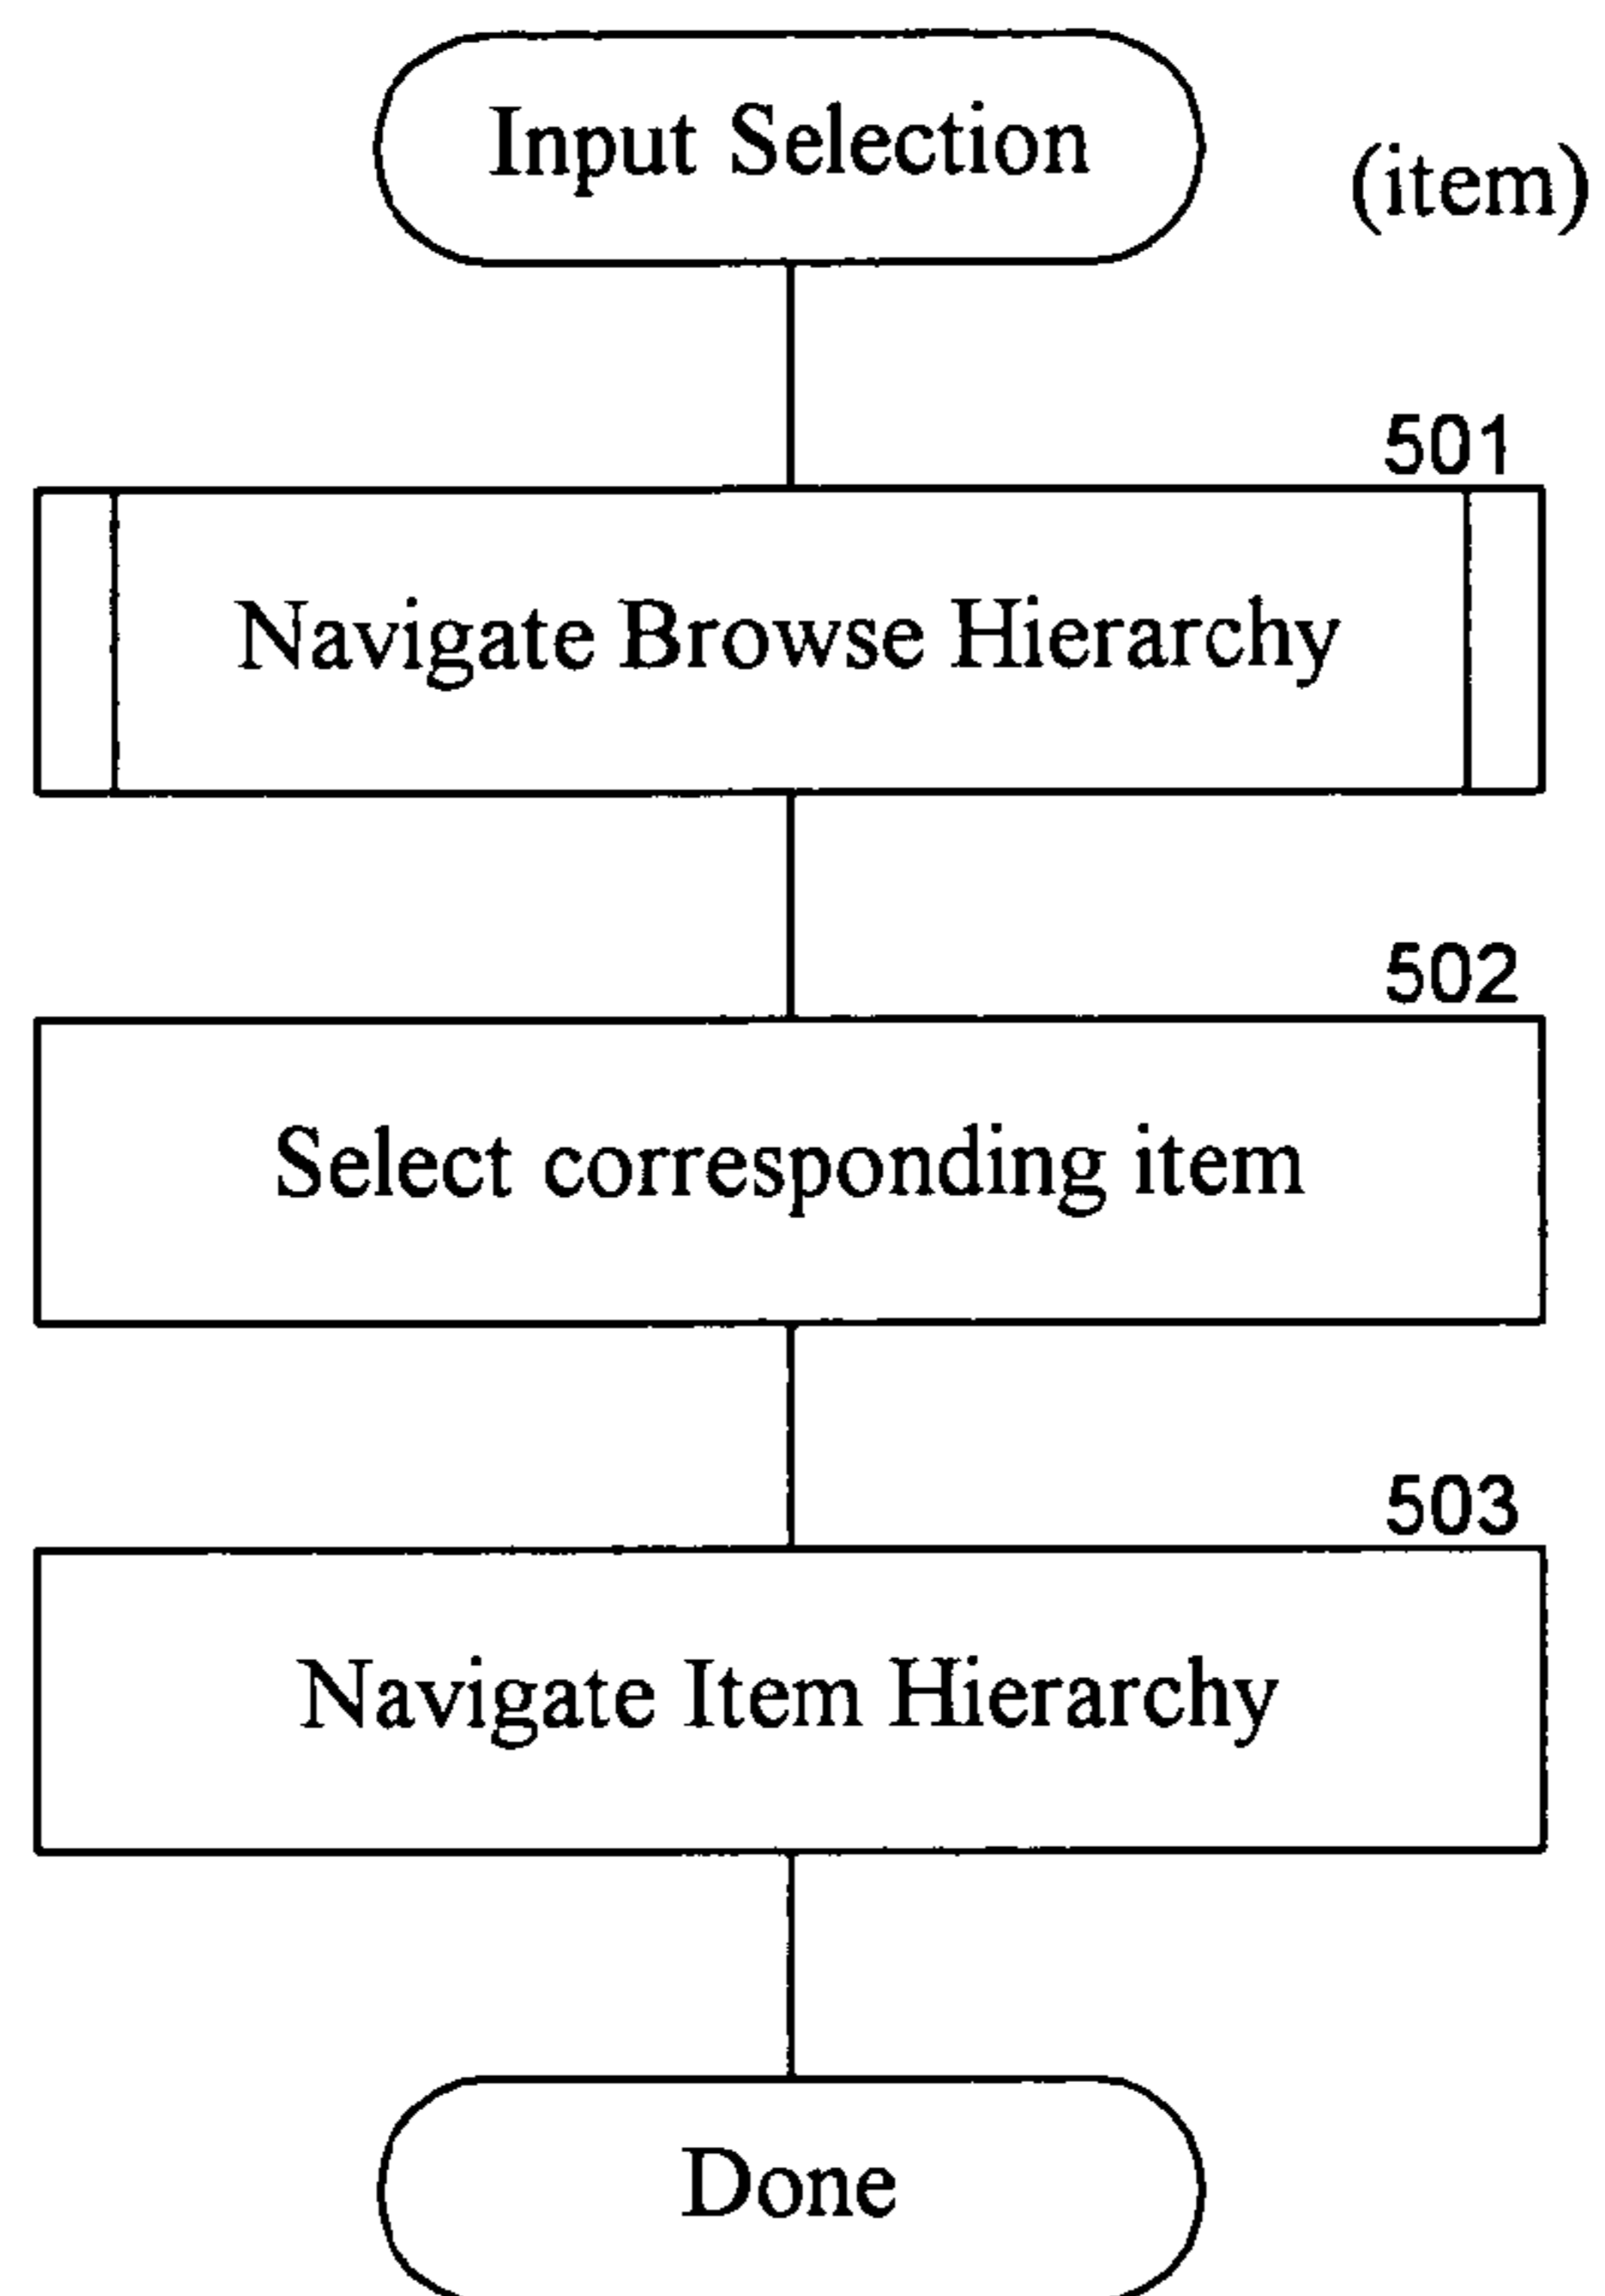 Input Selection
(item)
501
Navigate Browse Hierarchy
502
Select corresponding item
503
Navigate Item Hierarchy
Done